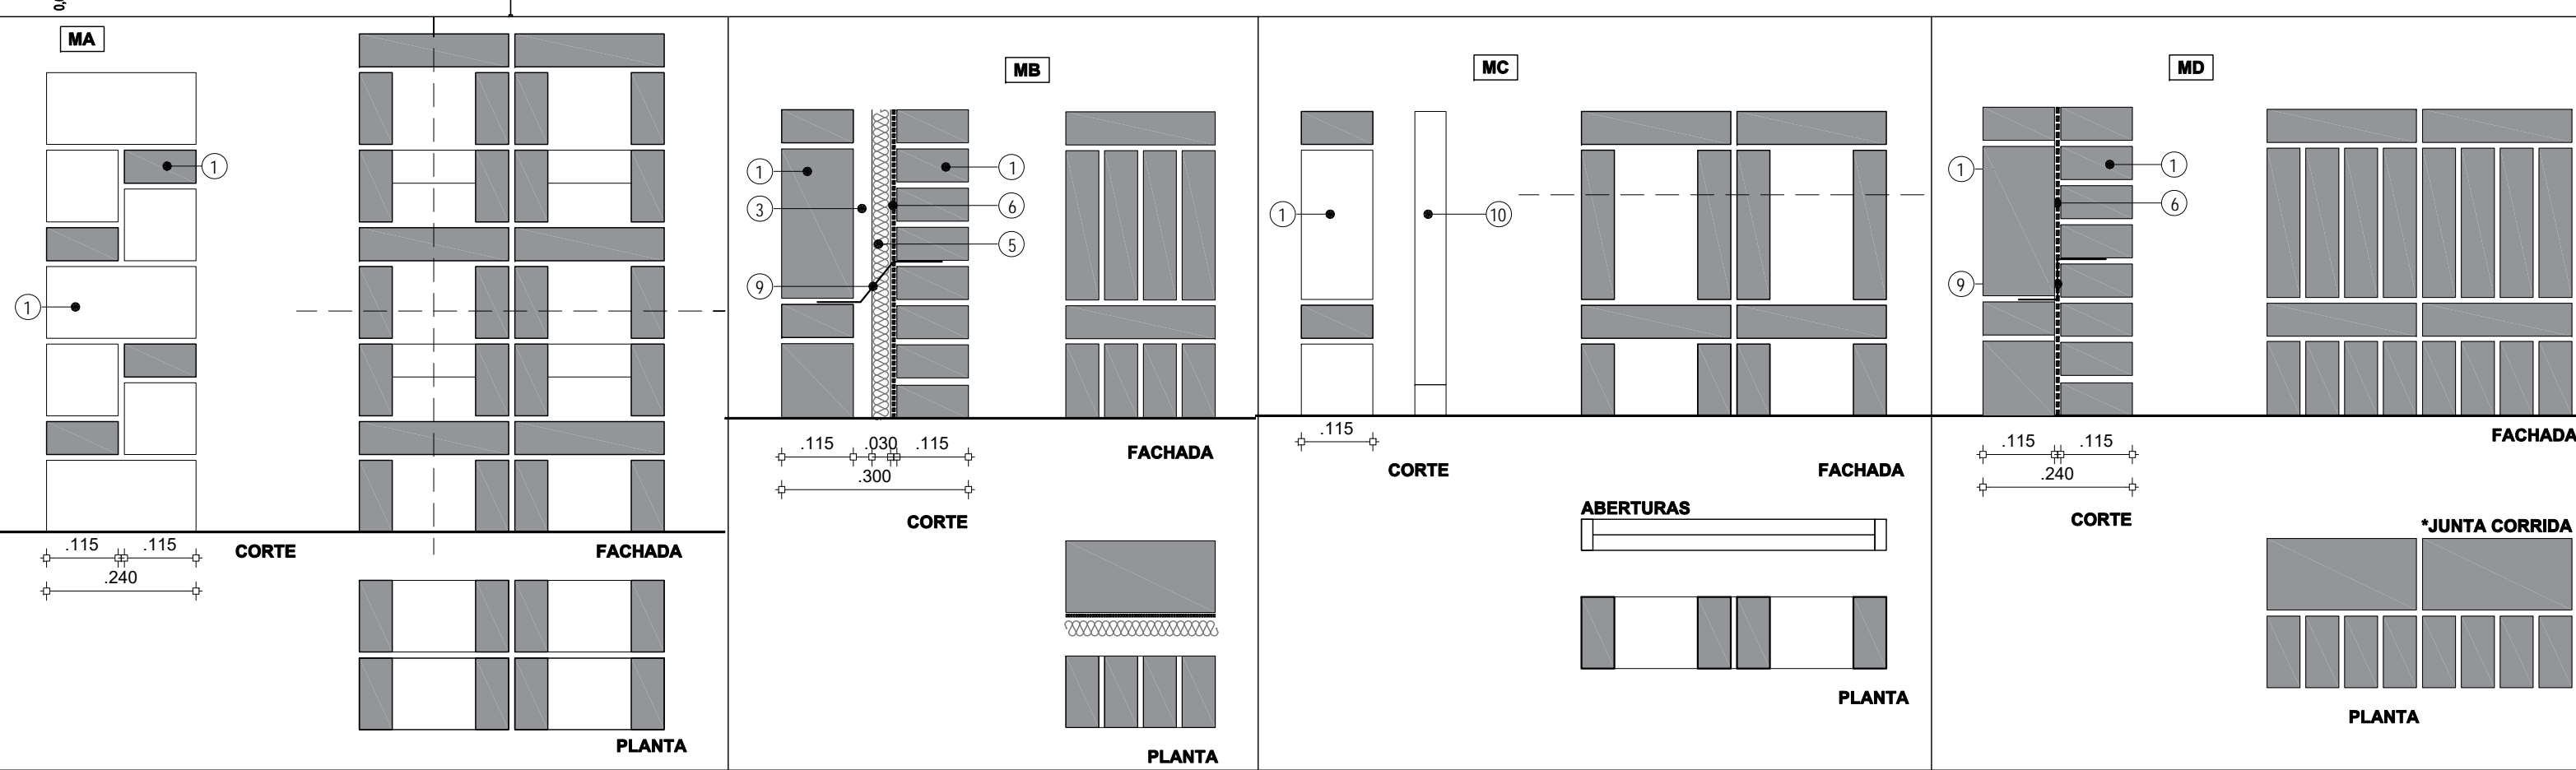 MA
1
1
.115 .115
.240
CORTE
FACHADA
PLANTA
MB
1
3
9
1
6
5
.115 .030 .115
.300
CORTE
FACHADA
PLANTA
MC
1
10
.115
CORTE
FACHADA
ABERTURAS
PLANTA
MD
1
9
1
6
.115 .115
.240
CORTE
FACHADA
*JUNTA CORRIDA
PLANTA